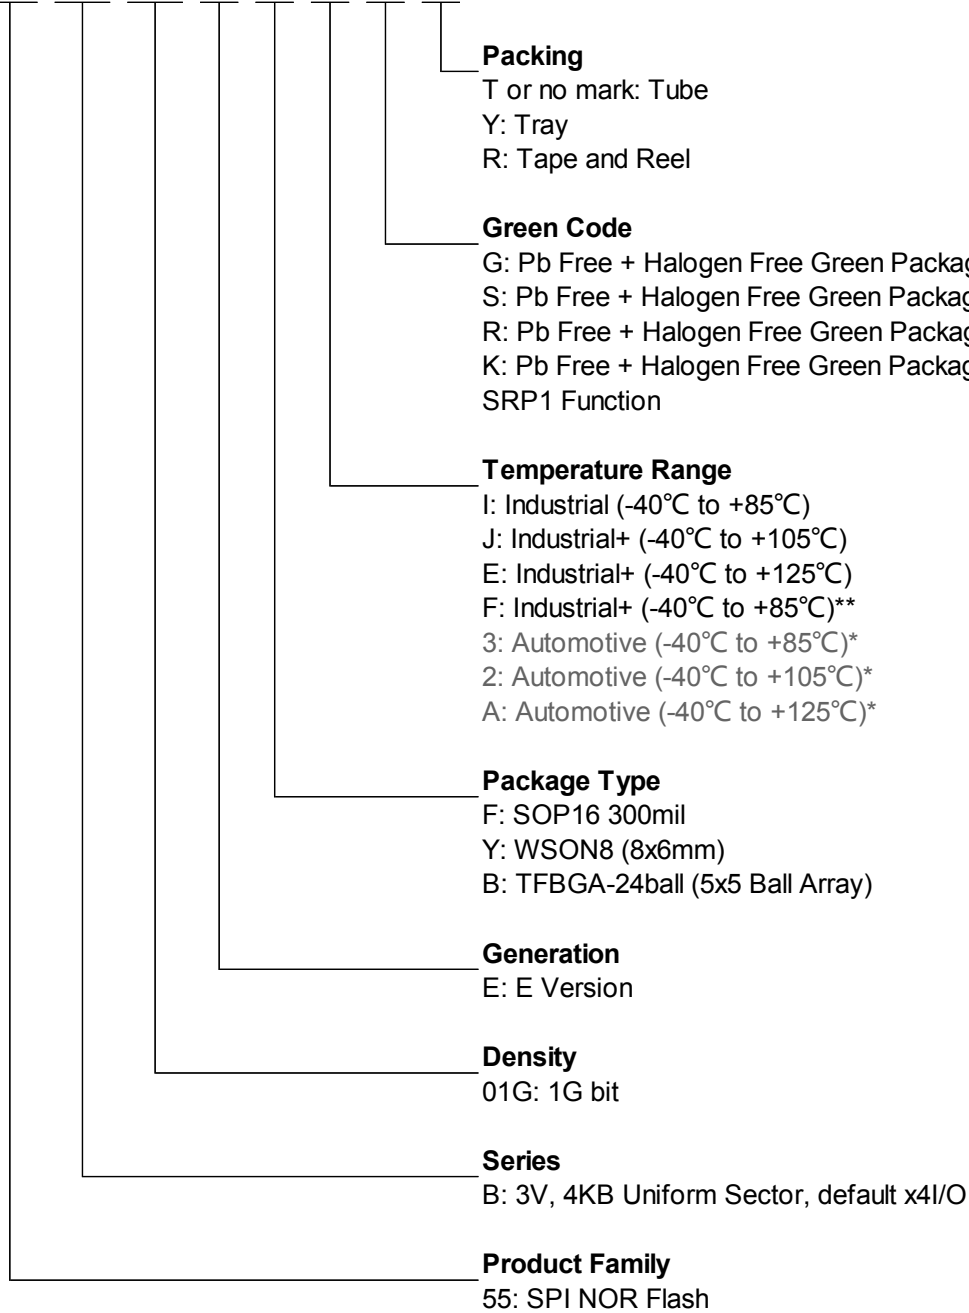 Packing
T or no mark: Tube
Y: Tray
R: Tape and Reel
Green Code
G: Pb Free + Halogen Free Green
S: Pb Free + Halogen Free Green
R: Pb Free + Halogen Free Green
K: Pb Free + Halogen Free Green
SRP1 Function
Temperature Range
I: Industrial (-40℃ to +85℃)
J: Industrial+ (-40℃ to +105℃)
E: Industrial+ (-40℃ to +125℃)
F: Industrial+ (-40℃ to +85℃)**
3: Automotive (-40℃ to +85℃)*
2: Automotive (-40℃ to +105℃)*
A: Automotive (-40℃ to +125℃)*
Package Type
F: SOP16 300mil
Y: WSON8 (8x6mm)
B: TFBGA-24ball (5x5 Ball Array)
Generation
E: E Version
Density
01G: 1G bit
Series
B: 3V, 4KB Uniform Sector, default x4I/O
Product Family
55: SPI NOR Flash